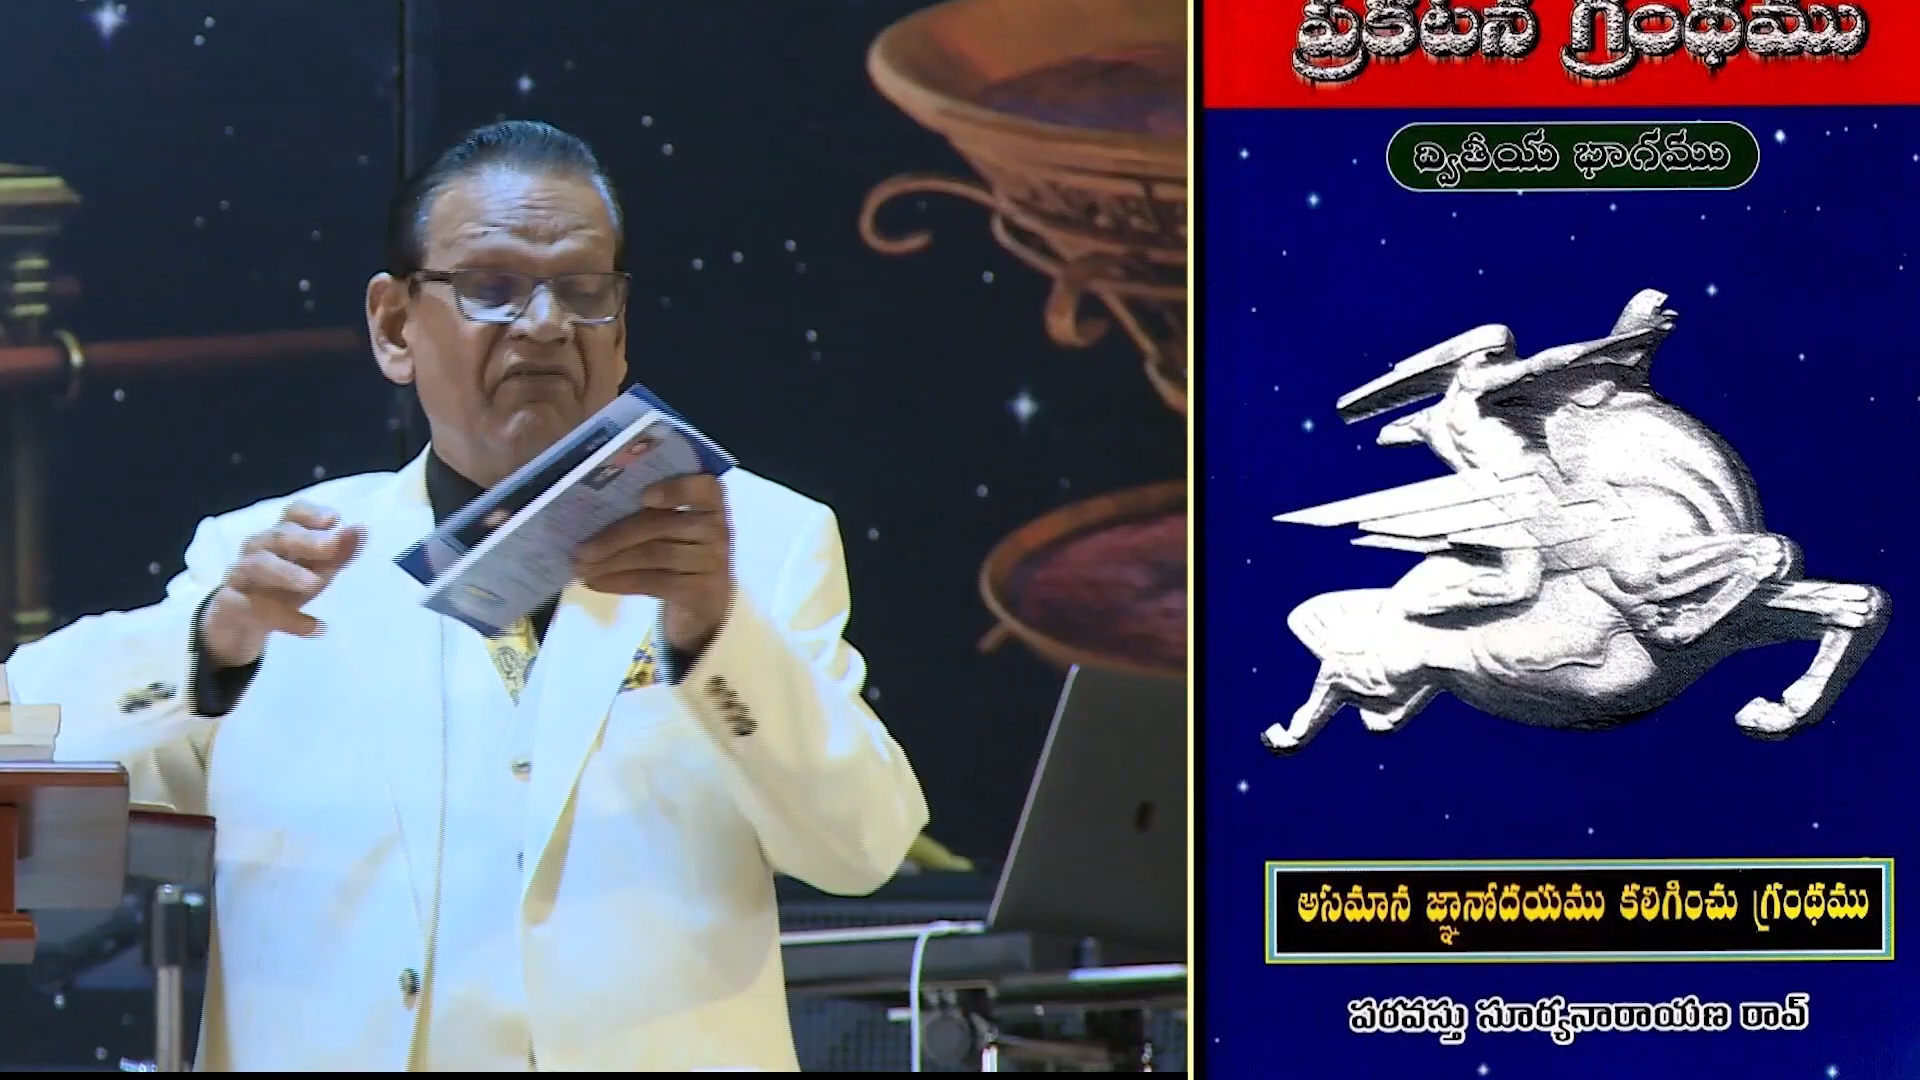 ప్రకటన గ్రంథము
ద్వితీయ భాగము
అసమాన జ్ఞానోదయము కలిగించు గ్రంథము
పరవస్తు సూర్యనారాయణ రావ్